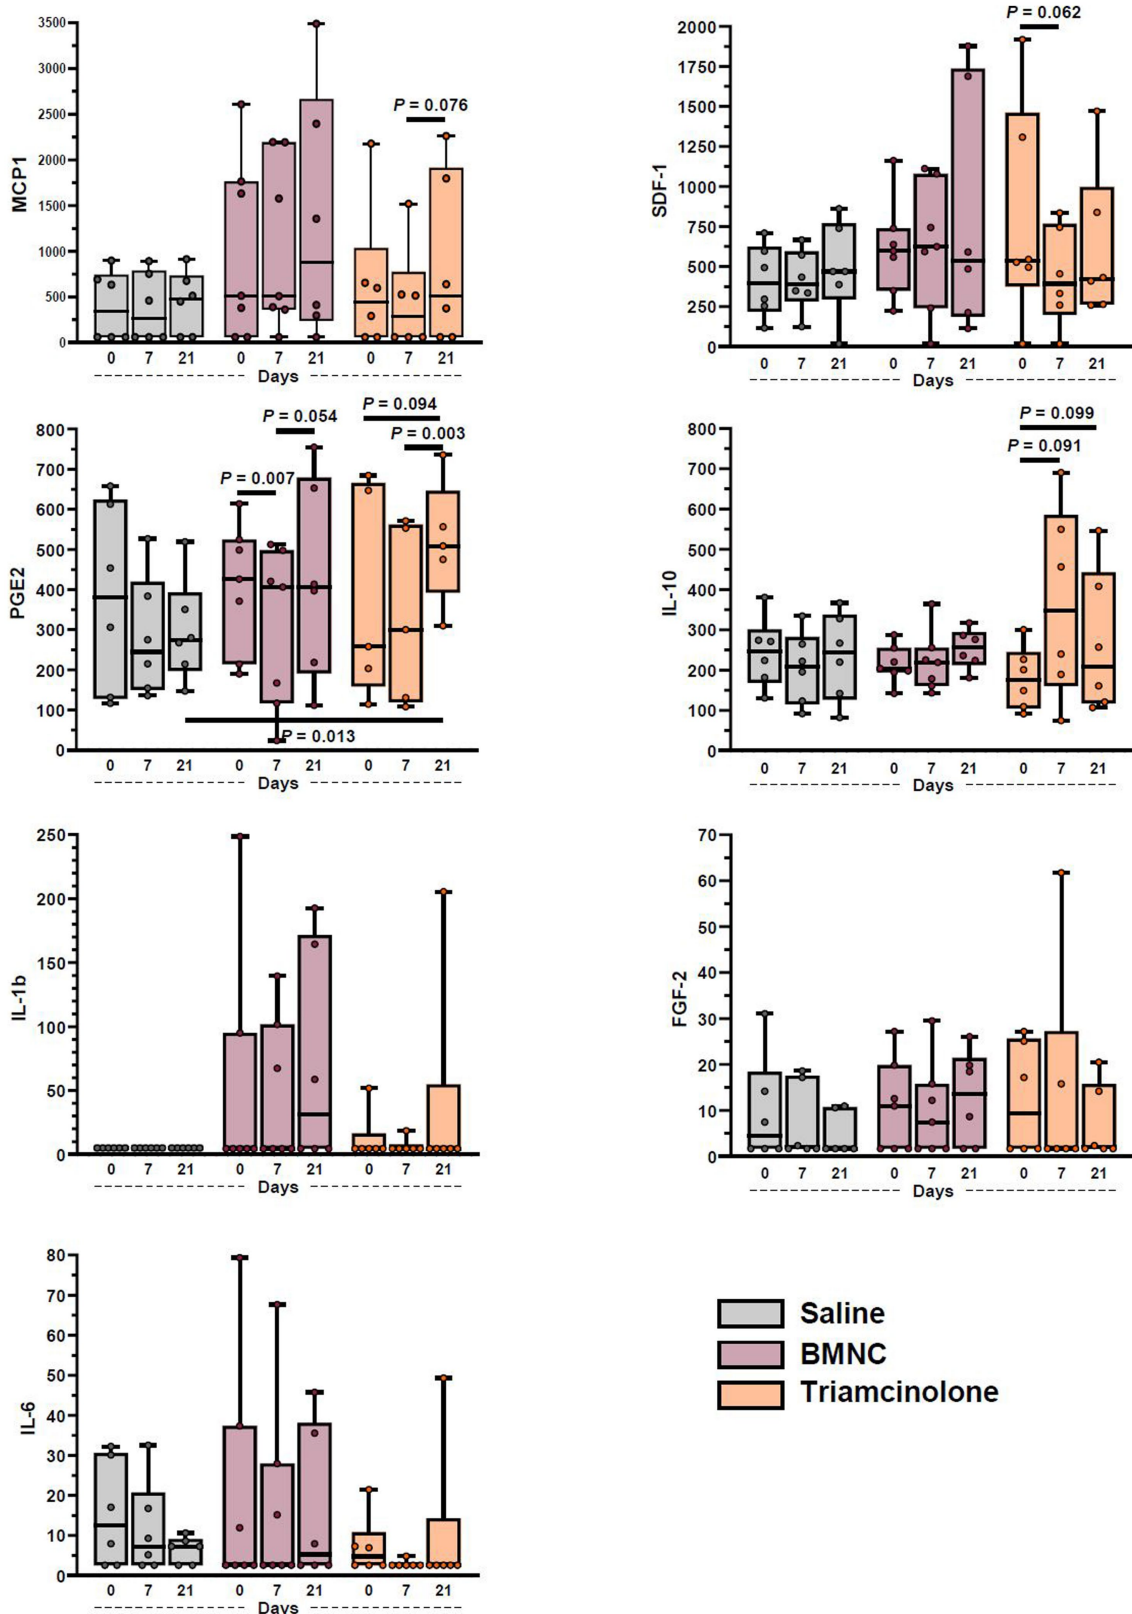 MCP1
3500
3000
2500
2000
1500
1000
500
0
P = 0.076
0 7 21 0 7 21 0 7 21
Days
SDF-1
2000
1750
1500
1250
1000
750
500
250
0
P = 0.062
0 7 21 0 7 21 0 7 21
Days
PGE2
800
700
600
500
400
300
200
100
0
P = 0.094
P = 0.054
P = 0.003
P = 0.007
P = 0.013
0 7 21 0 7 21 0 7 21
Days
IL-10
800
700
600
500
400
300
200
100
0
P = 0.099
P = 0.091
0 7 21 0 7 21 0 7 21
Days
IL-1b
250
200
150
100
50
0
0 7 21 0 7 21 0 7 21
Days
FGF-2
70
60
50
40
30
20
10
0
0 7 21 0 7 21 0 7 21
Days
IL-6
80
70
60
50
40
30
20
10
0
0 7 21 0 7 21 0 7 21
Days
Saline
BMNC
Triamcinolone